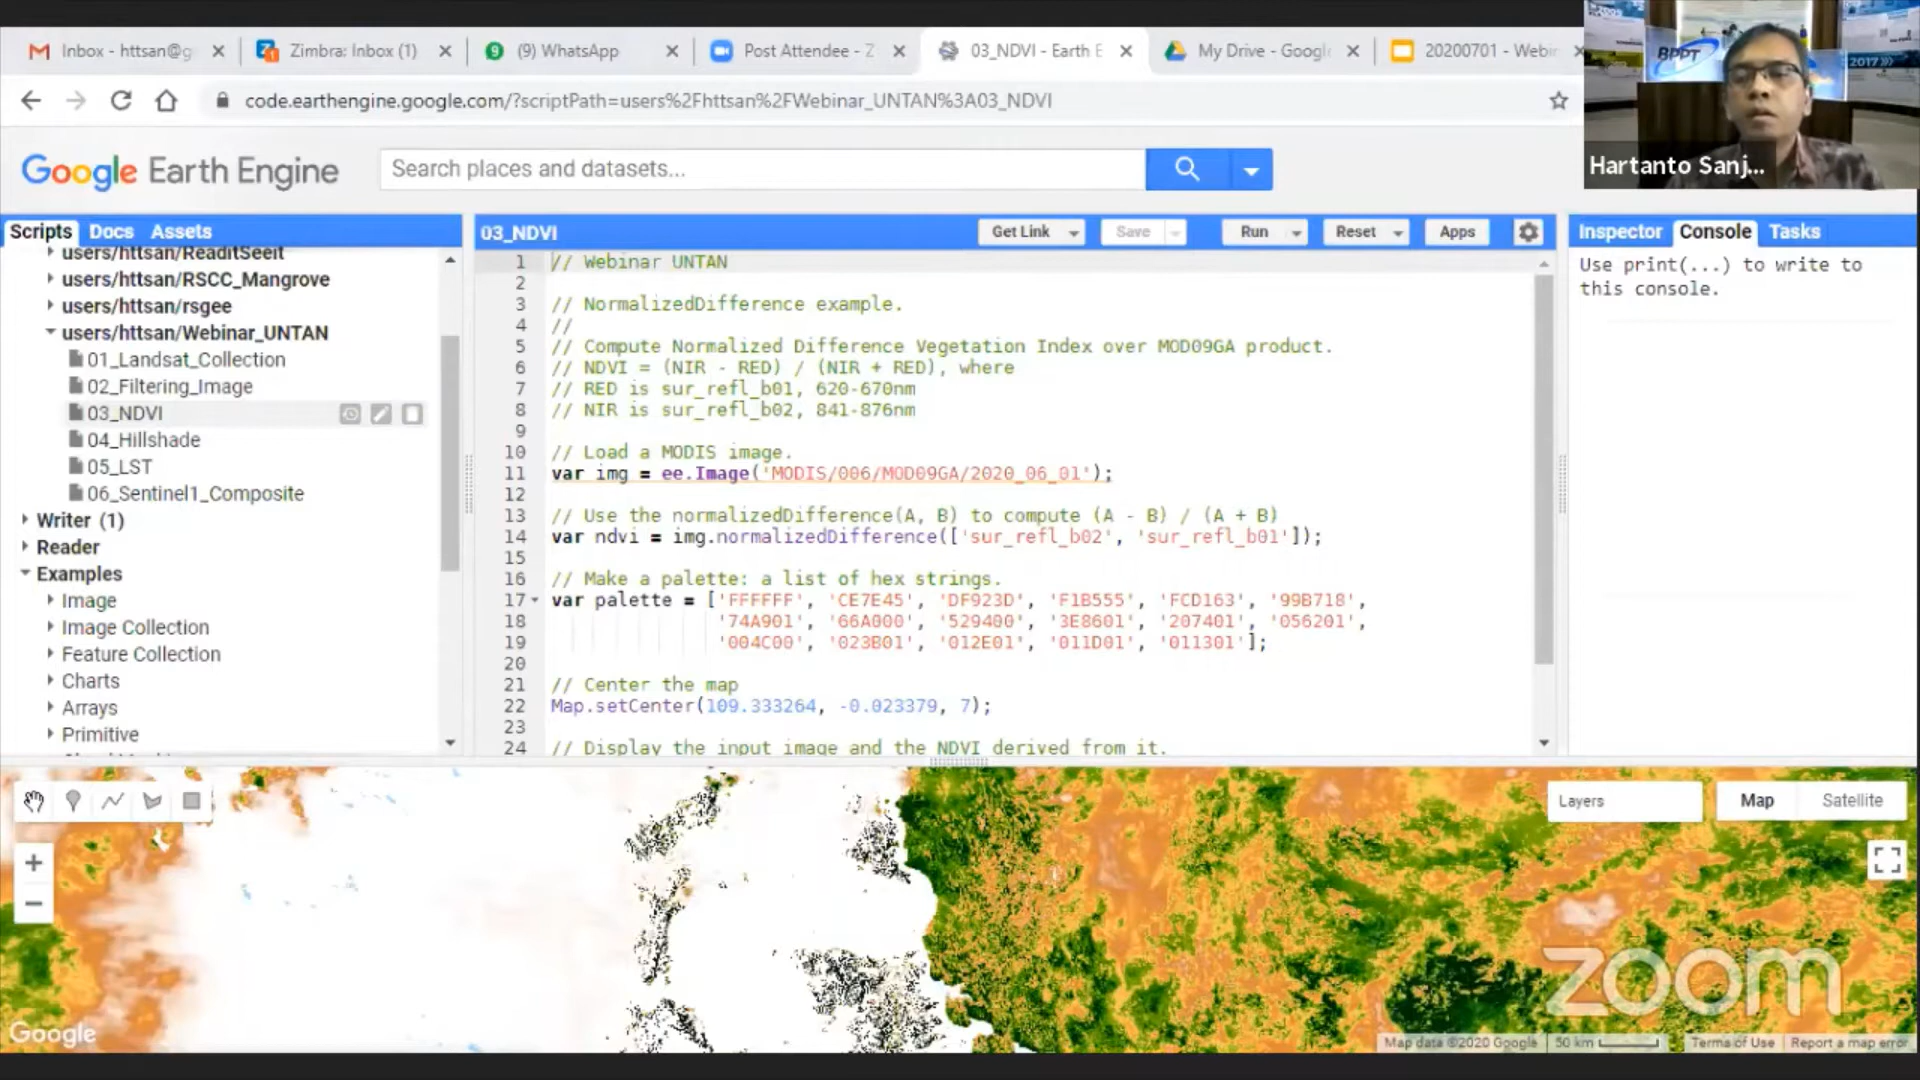 Inbox - httsan@g
Zimbra: Inbox (1)
(9) WhatsApp
Post Attendee - Z
03_NDVI - Earth E
My Drive - Googl
20200701 - Webi
code.earthengine.google.com/?scriptPath=users%2Fhttsan%2FWebinar_UNTAN%3A03_NDVI
BPPT
2017
Hartanto Sanj...
Google Earth Engine
Search places and datasets...
Scripts Docs Assets
users/httsan/ReaditSeeit
users/httsan/RSCC_Mangrove
users/httsan/rsgee
users/httsan/Webinar_UNTAN
01_Landsat_Collection
02_Filtering_Image
03_NDVI
04_Hillshade
05_LST
06_Sentinel1_Composite
Writer (1)
Reader
Examples
Image
Image Collection
Feature Collection
Charts
Arrays
Primitive
03_NDVI
Get Link Save Run Reset Apps
1 // Webinar UNTAN
2
3 // NormalizedDifference example.
4 //
5 // Compute Normalized Difference Vegetation Index over MOD09GA product.
6 // NDVI = (NIR - RED) / (NIR + RED), where
7 // RED is sur_refl_b01, 620-670nm
8 // NIR is sur_refl_b02, 841-876nm
9
10 // Load a MODIS image.
11 var img = ee.Image('MODIS/006/MOD09GA/2020_06_01');
12
13 // Use the normalizedDifference(A, B) to compute (A - B) / (A + B)
14 var ndvi = img.normalizedDifference(['sur_refl_b02', 'sur_refl_b01']);
15
16 // Make a palette: a list of hex strings.
17 var palette = ['FFFFFF', 'CE7E45', 'DF923D', 'F1B555', 'FCD163', '99B718',
18 '74A901', '66A000', '529400', '3E8601', '207401', '056201',
19 '004C00', '023B01', '012E01', '011D01', '011301'];
20
21 // Center the map
22 Map.setCenter(109.333264, -0.023379, 7);
23
24 // Display the input image and the NDVI derived from it.
Inspector Console Tasks
Use print(...) to write to
this console.
Layers
Map Satellite
+
−
zoom
Google
Map data ©2020 Google 50 km Terms of Use Report a map error